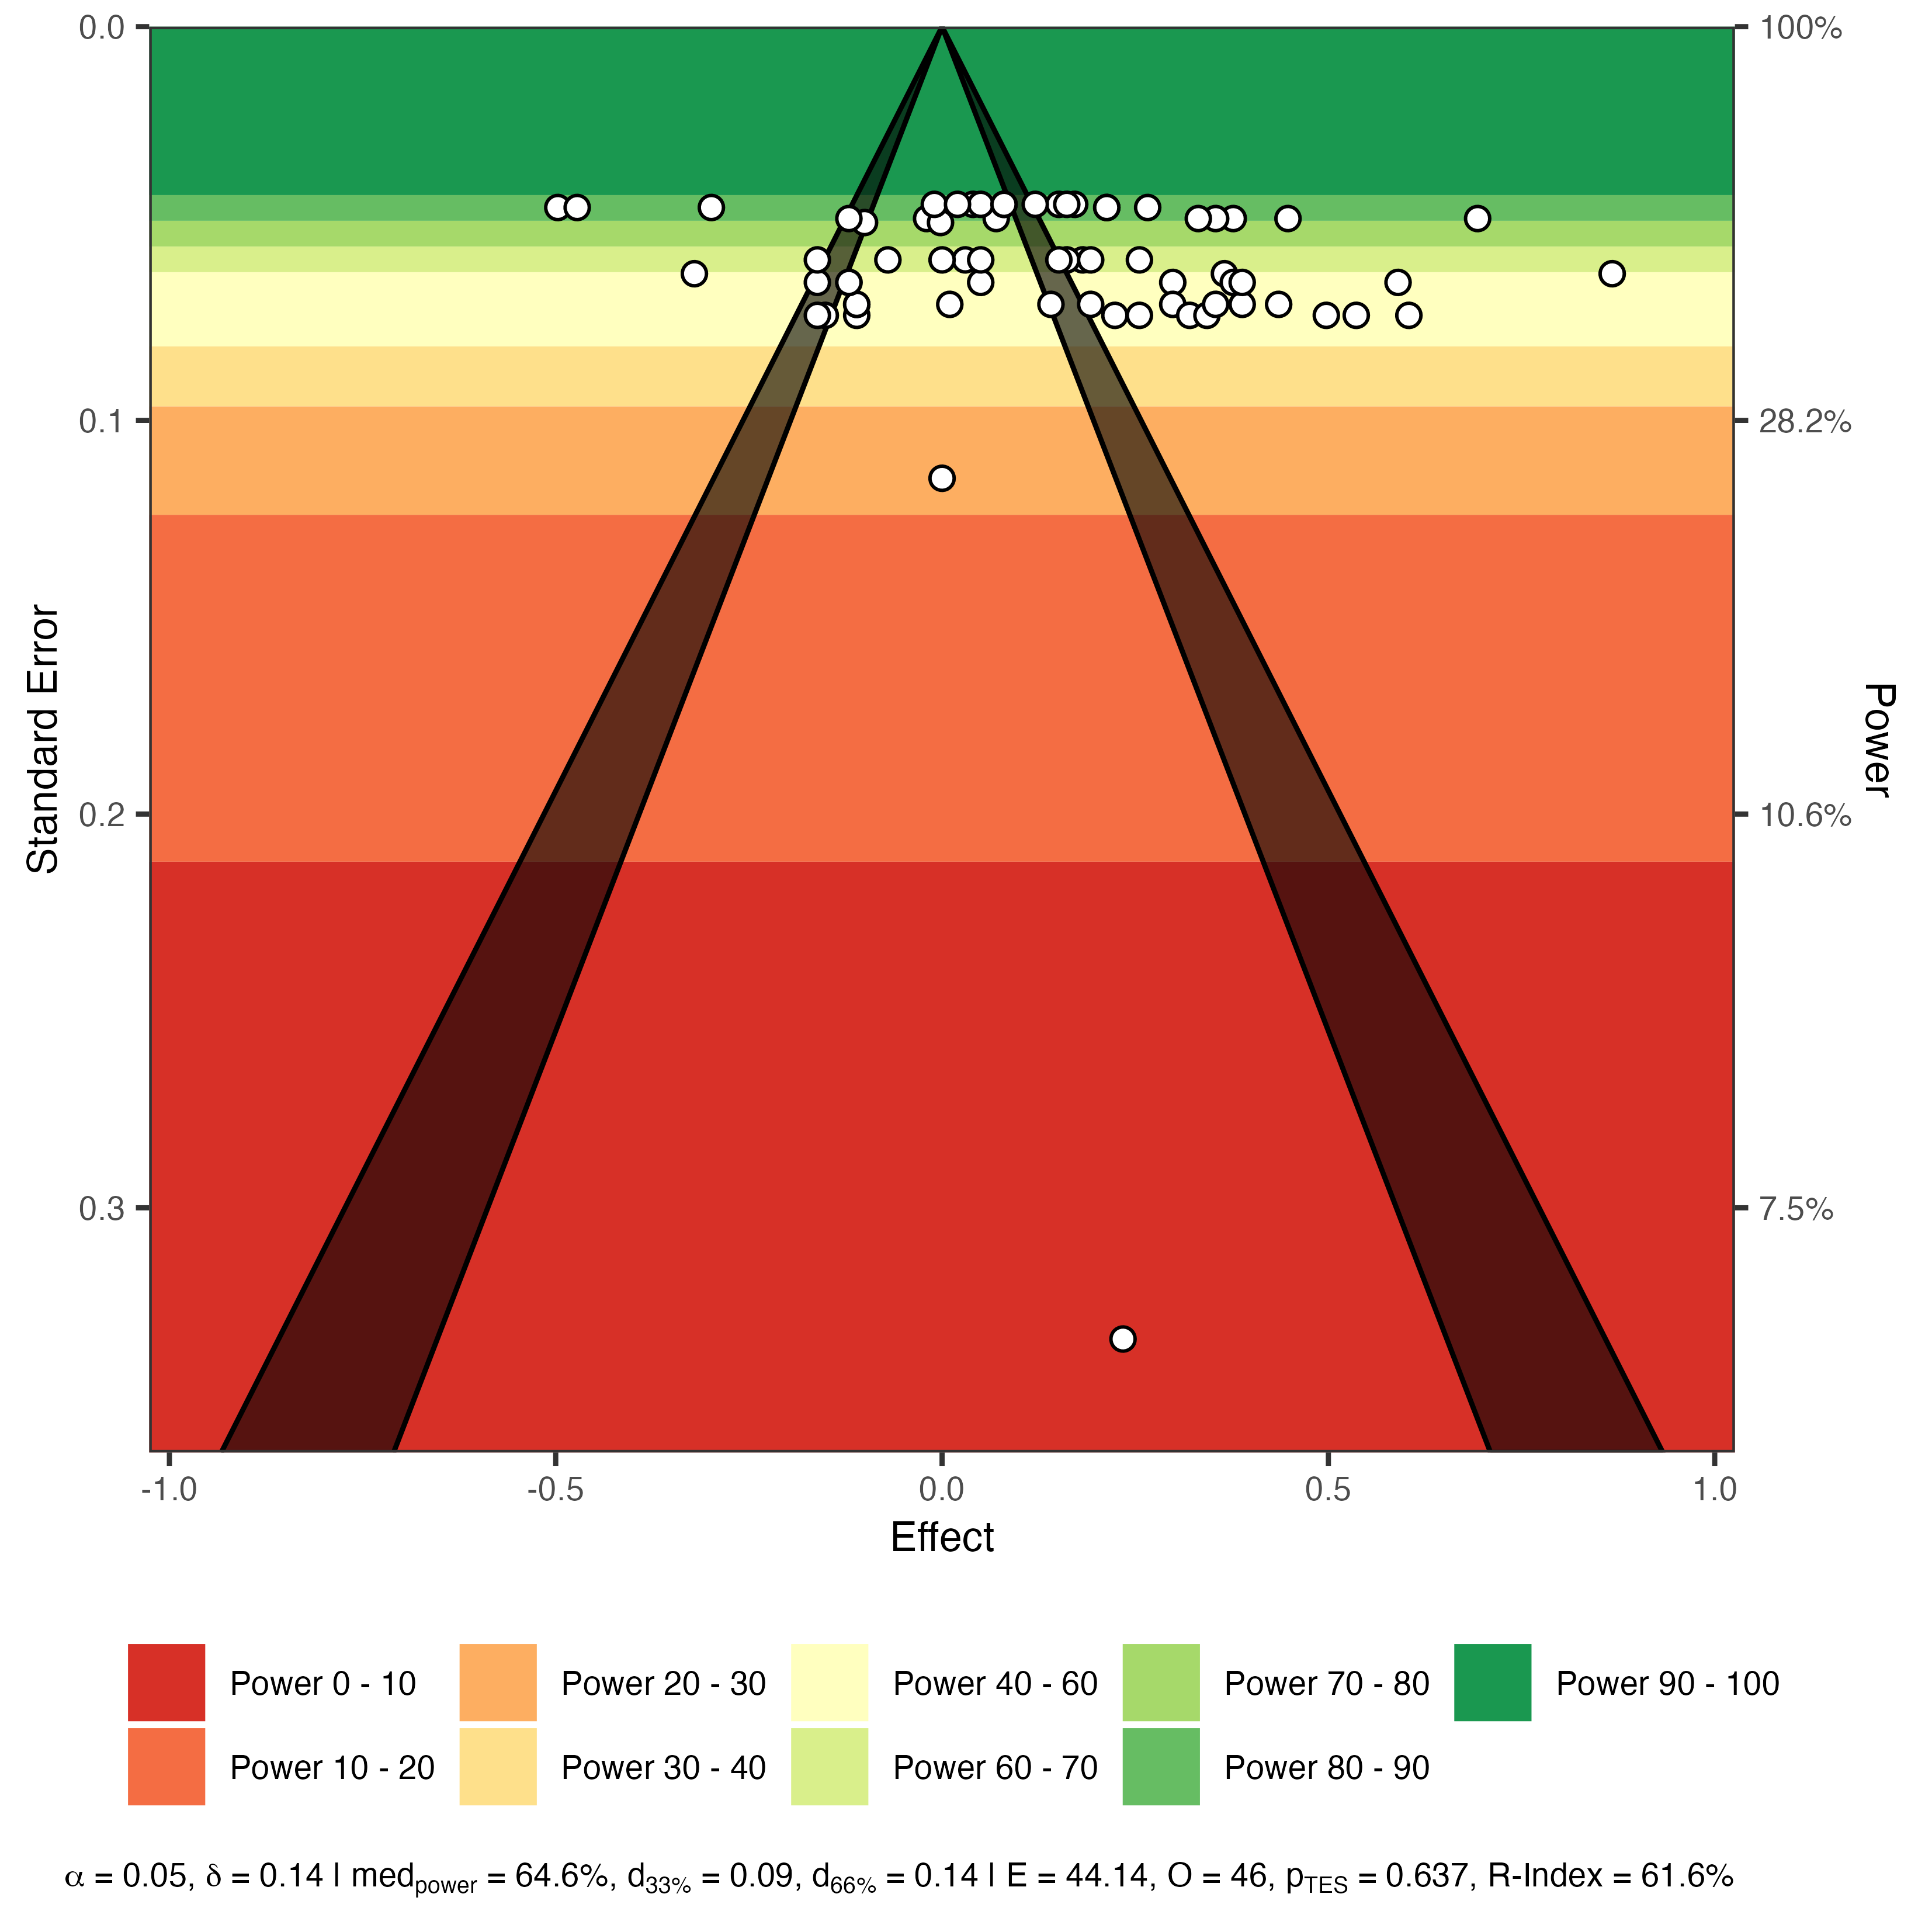 0.0
0.1
0.2
0.3
Standard Error
100%
28.2%
10.6%
7.5%
Power
-1.0 -0.5 0.0 0.5 1.0
Effect
Power 0 - 10 Power 20 - 30 Power 40 - 60 Power 70 - 80 Power 90 - 100
Power 10 - 20 Power 30 - 40 Power 60 - 70 Power 80 - 90
α = 0.05, δ = 0.14 | med_power = 64.6%, d_33% = 0.09, d_66% = 0.14 | E = 44.14, O = 46, p_TES = 0.637, R-Index = 61.6%